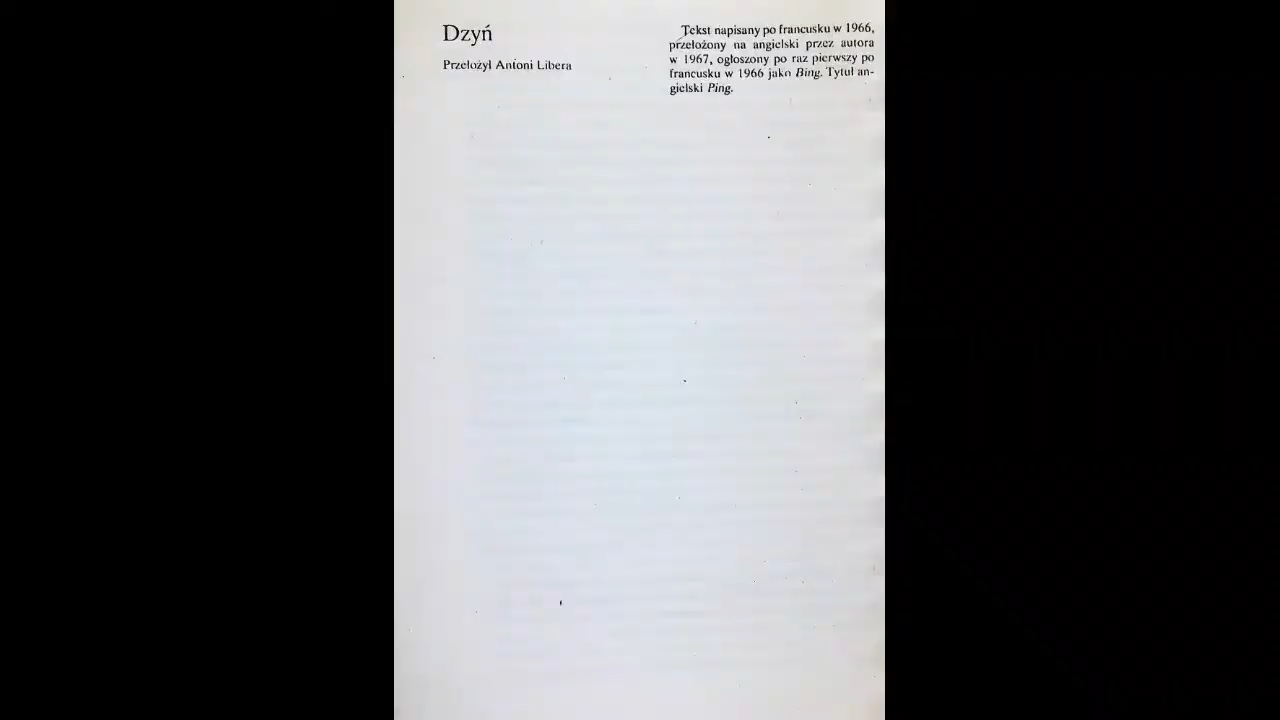 Dzyń
Przełożył Antoni Libera
Tekst napisany po francusku w 1966,
przełożony na angielski przez autora
w 1967, ogłoszony po raz pierwszy po
francusku w 1966 jako Bing. Tytuł an-
gielski Ping.